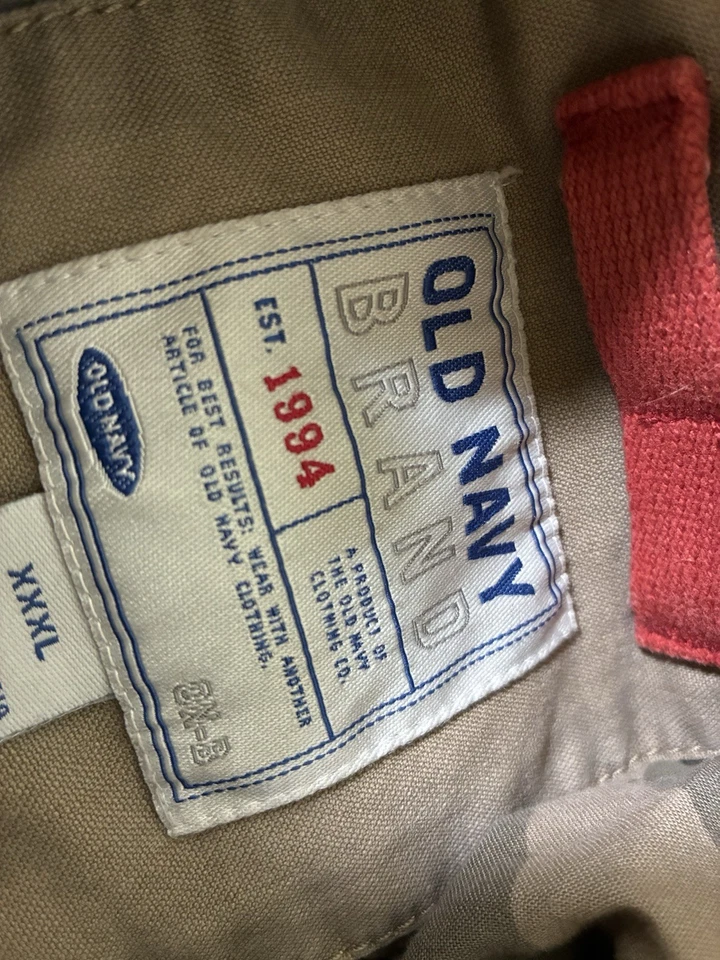 OLD NAVY
BRAND
EST. 1994
A PRODUCT OF
THE OLD NAVY
CLOTHING CO.
FOR BEST RESULTS: WEAR WITH ANOTHER
ARTICLE OF OLD NAVY CLOTHING.
OLD NAVY
XXXL